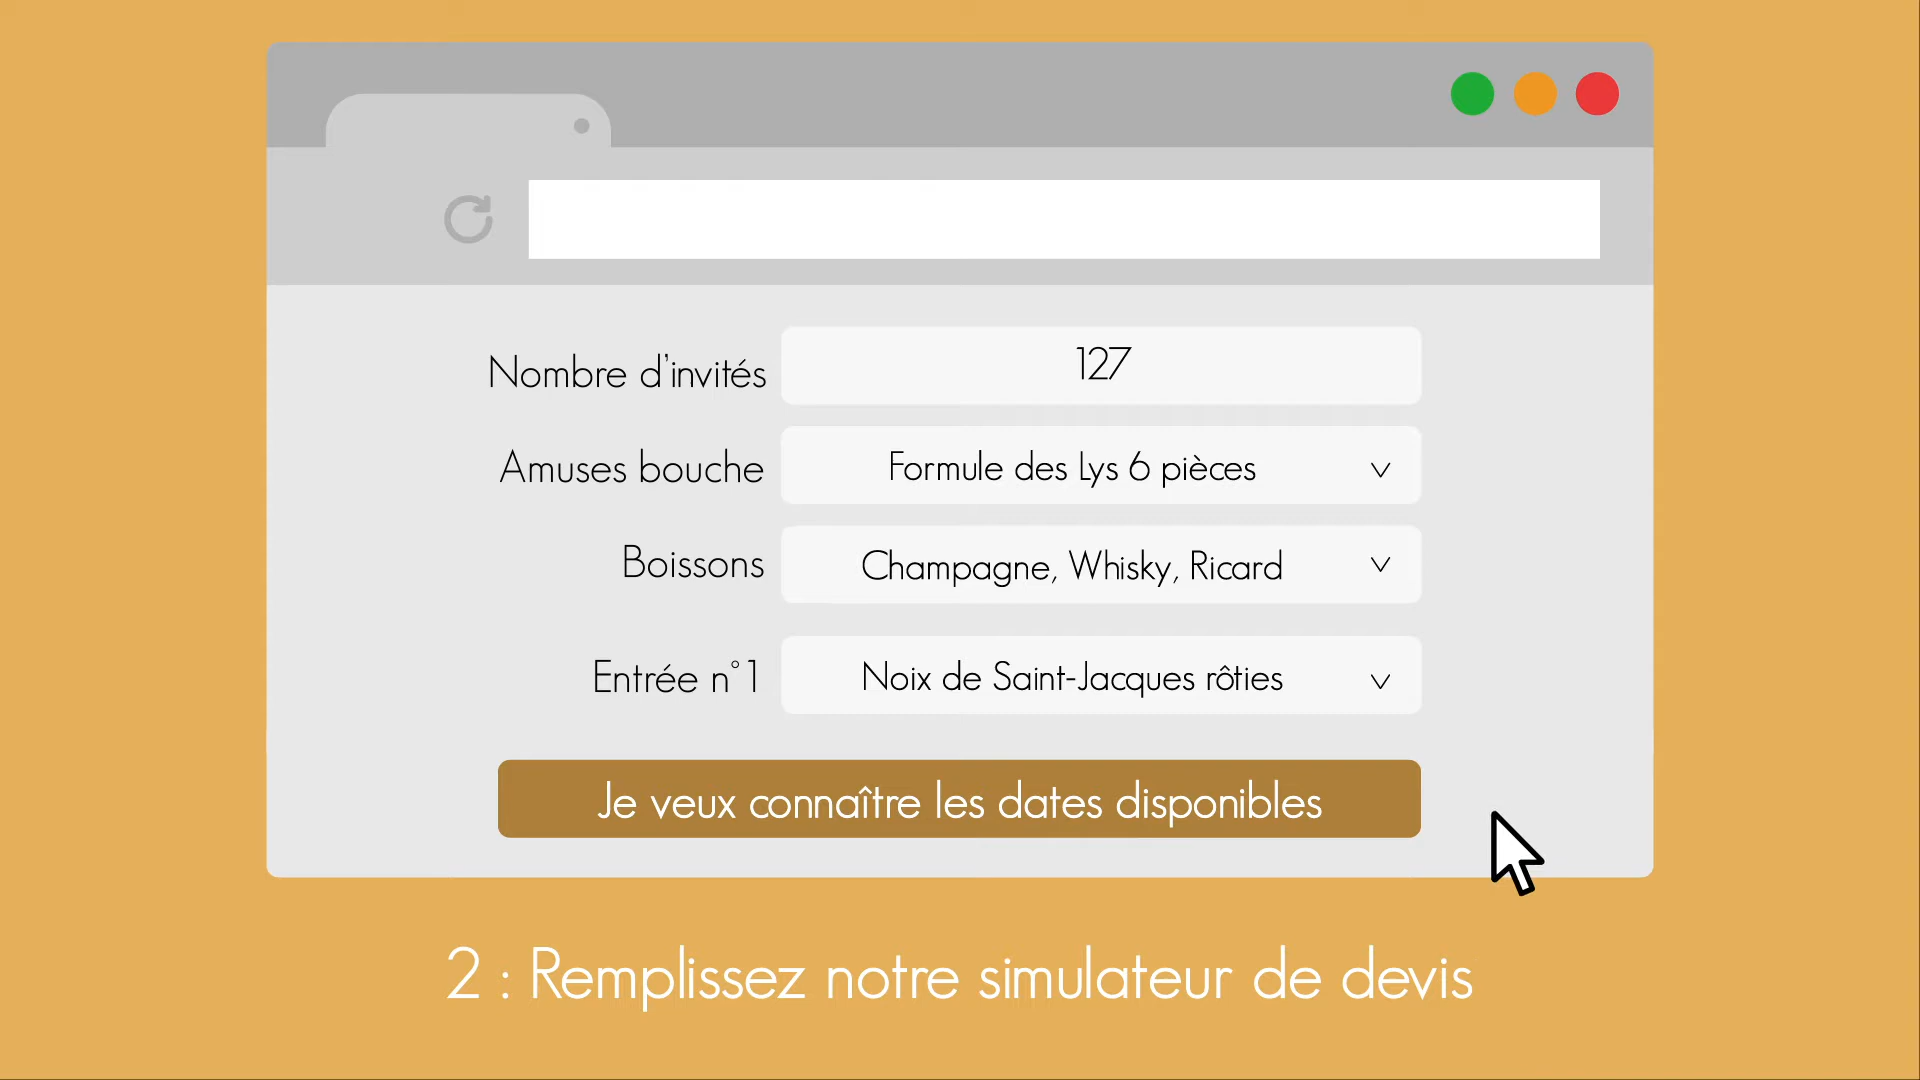 Nombre d'invités 127
Amuses bouche Formule des Lys 6 pièces
Boissons Champagne, Whisky, Ricard
Entrée n°1 Noix de Saint-Jacques rôties
Je veux connaître les dates disponibles
2 : Remplissez notre simulateur de devis